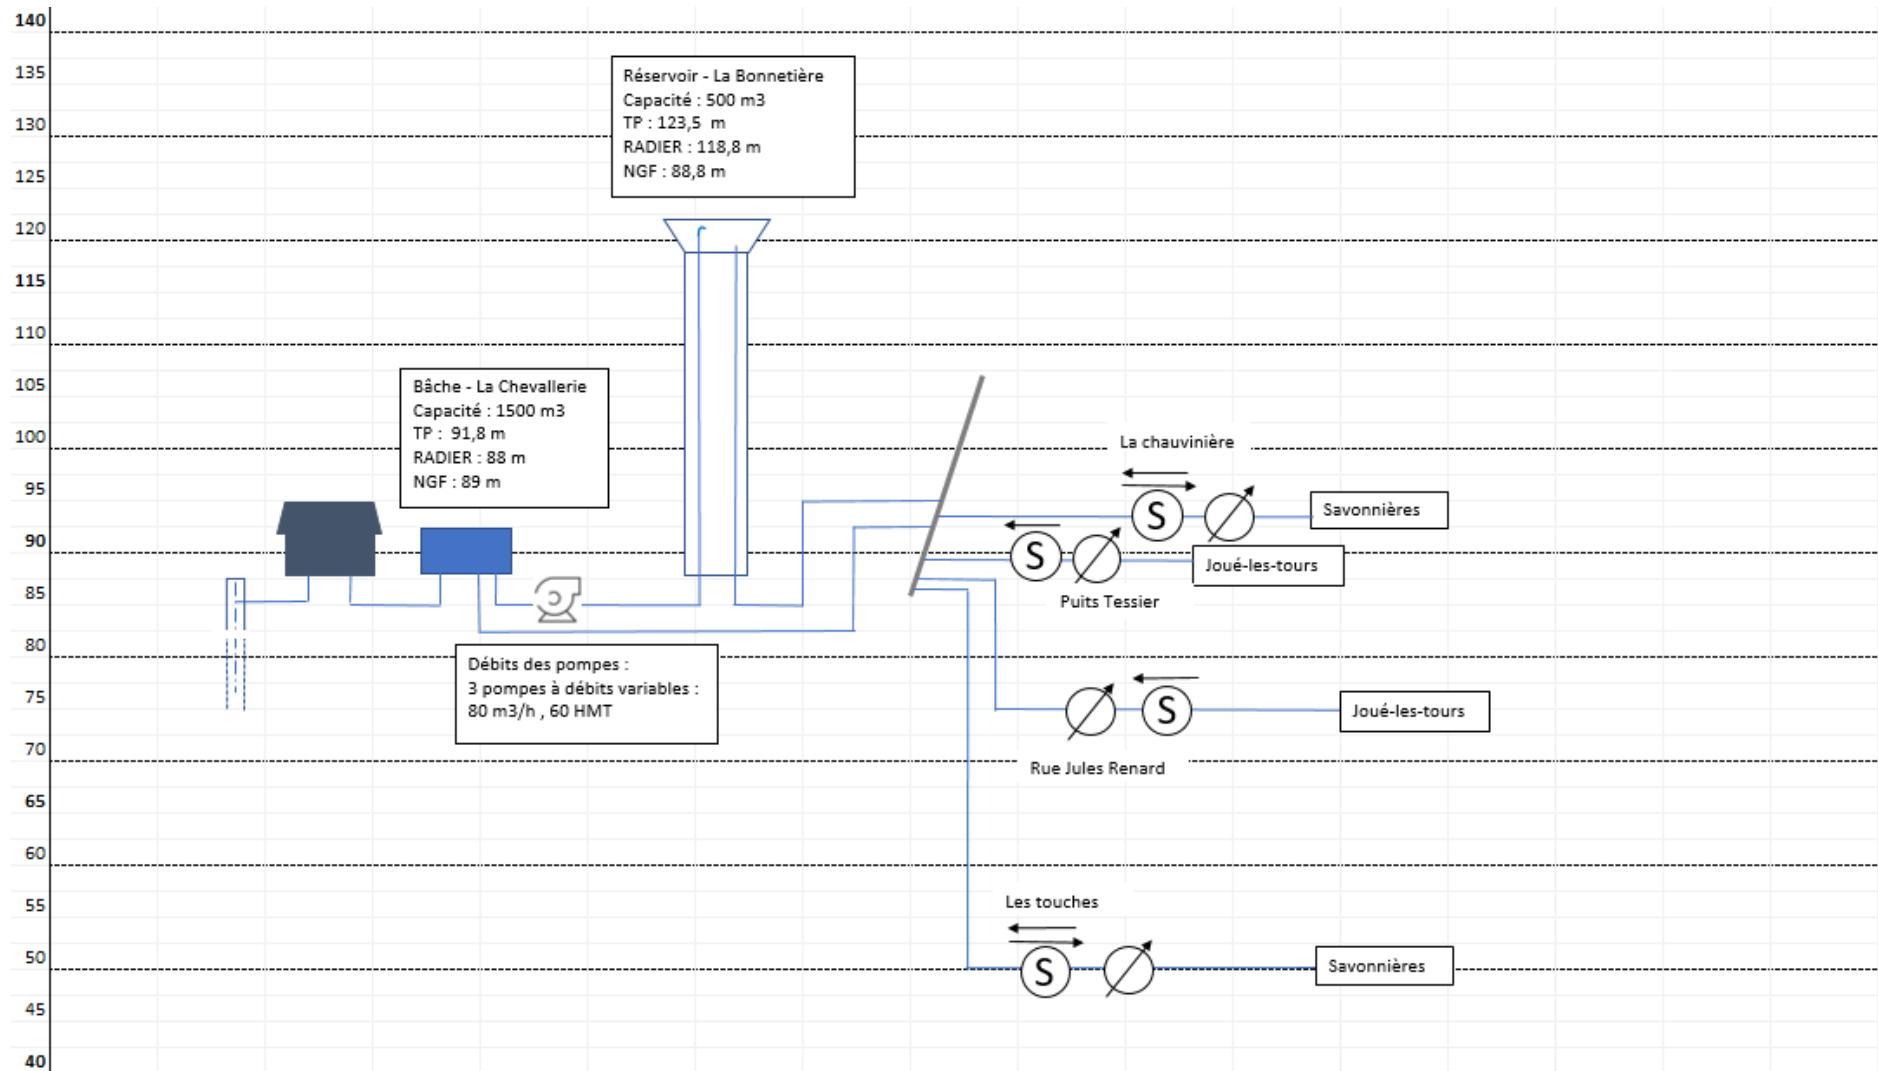 140
135
130
125
120
115
110
105
100
95
90
85
80
75
70
65
60
55
50
45
40
Réservoir - La Bonnetière
Capacité : 500 m3
TP : 123,5 m
RADIER : 118,8 m
NGF : 88,8 m
Bâche - La Chevallerie
Capacité : 1500 m3
TP : 91,8 m
RADIER : 88 m
NGF : 89 m
Débits des pompes :
3 pompes à débits variables :
80 m3/h , 60 HMT
La chauvinière
S
Savonnières
S
Joué-les-tours
Puits Tessier
S
Joué-les-tours
Rue Jules Renard
Les touches
S
Savonnières